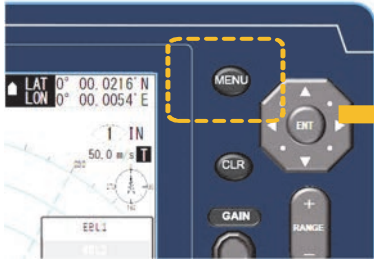 MENU
LAT 0° 00. 0216' N
LON 0° 00. 0054' E
1 IN
50. 0 m/s T
ENT
CLR
GAIN
+
RANGE
-
EBL1